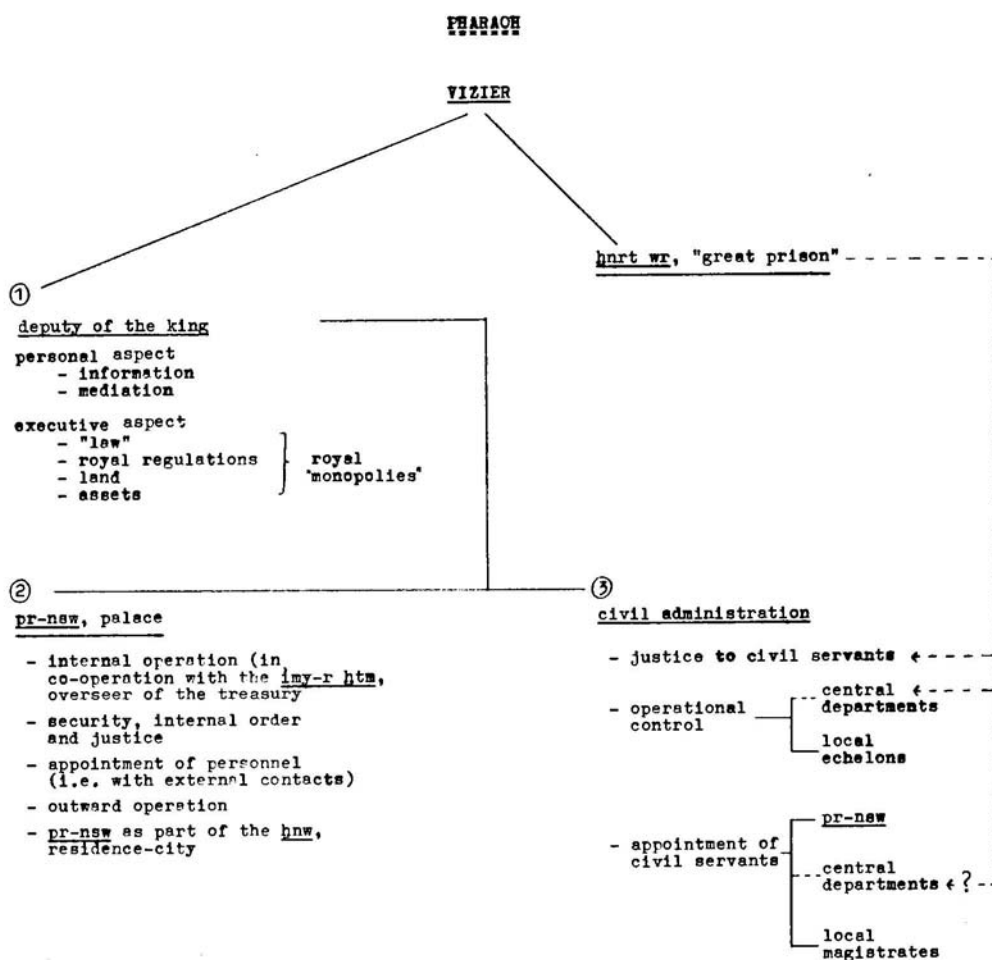 PHARAOH
VIZIER
hnrt wr, "great prison"
①
deputy of the king
personal aspect
- information
- mediation
executive aspect
- "law"
- royal regulations
- land
- assets
royal
"monopolies"
②
pr-nsw, palace
- internal operation (in
co-operation with the imy-r htm,
overseer of the treasury
- security, internal order
and justice
- appointment of personnel
(i.e. with external contacts)
- outward operation
- pr-nsw as part of the hnw,
residence-city
③
civil administration
- justice to civil servants
- operational
control
central
departments
local
echelons
- appointment of
civil servants
pr-nsw
central
departments ?
local
magistrates